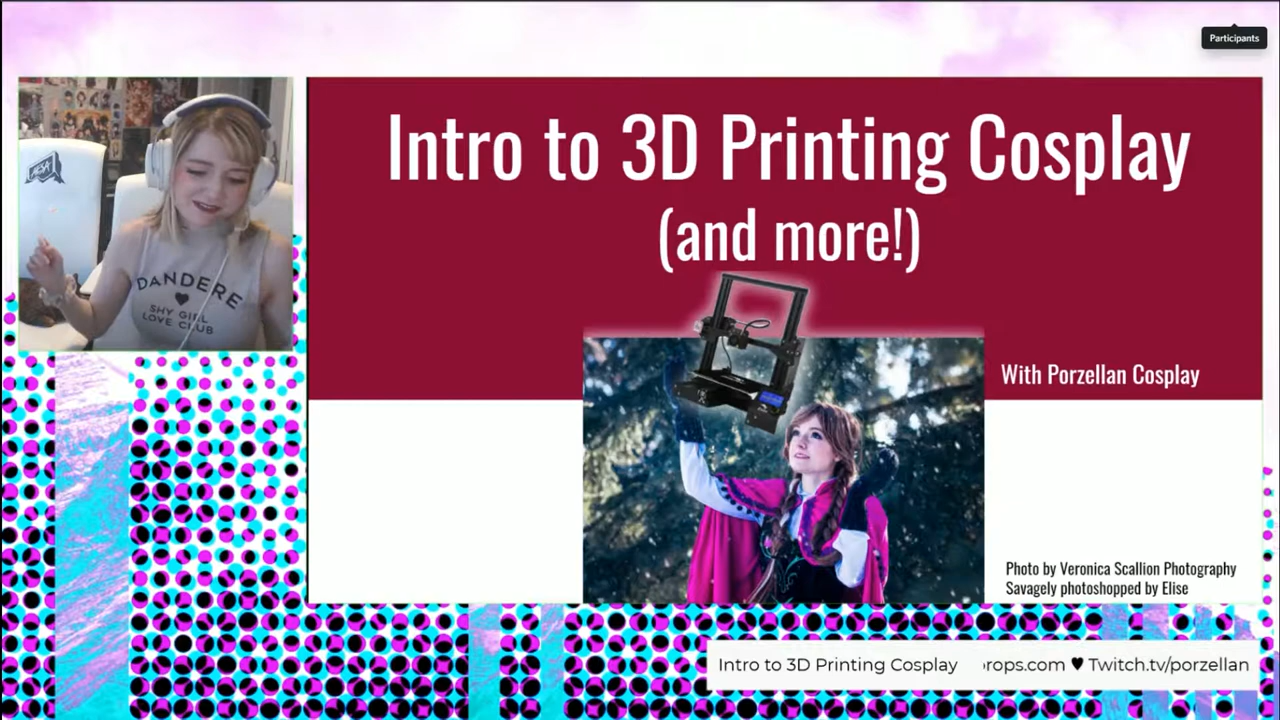 Participants
Intro to 3D Printing Cosplay
(and more!)
DANDERE
SHY GIRL
LOVE CLUB
With Porzellan Cosplay
Photo by Veronica Scallion Photography
Savagely photoshopped by Elise
Intro to 3D Printing Cosplay rops.com ♥ Twitch.tv/porzellan